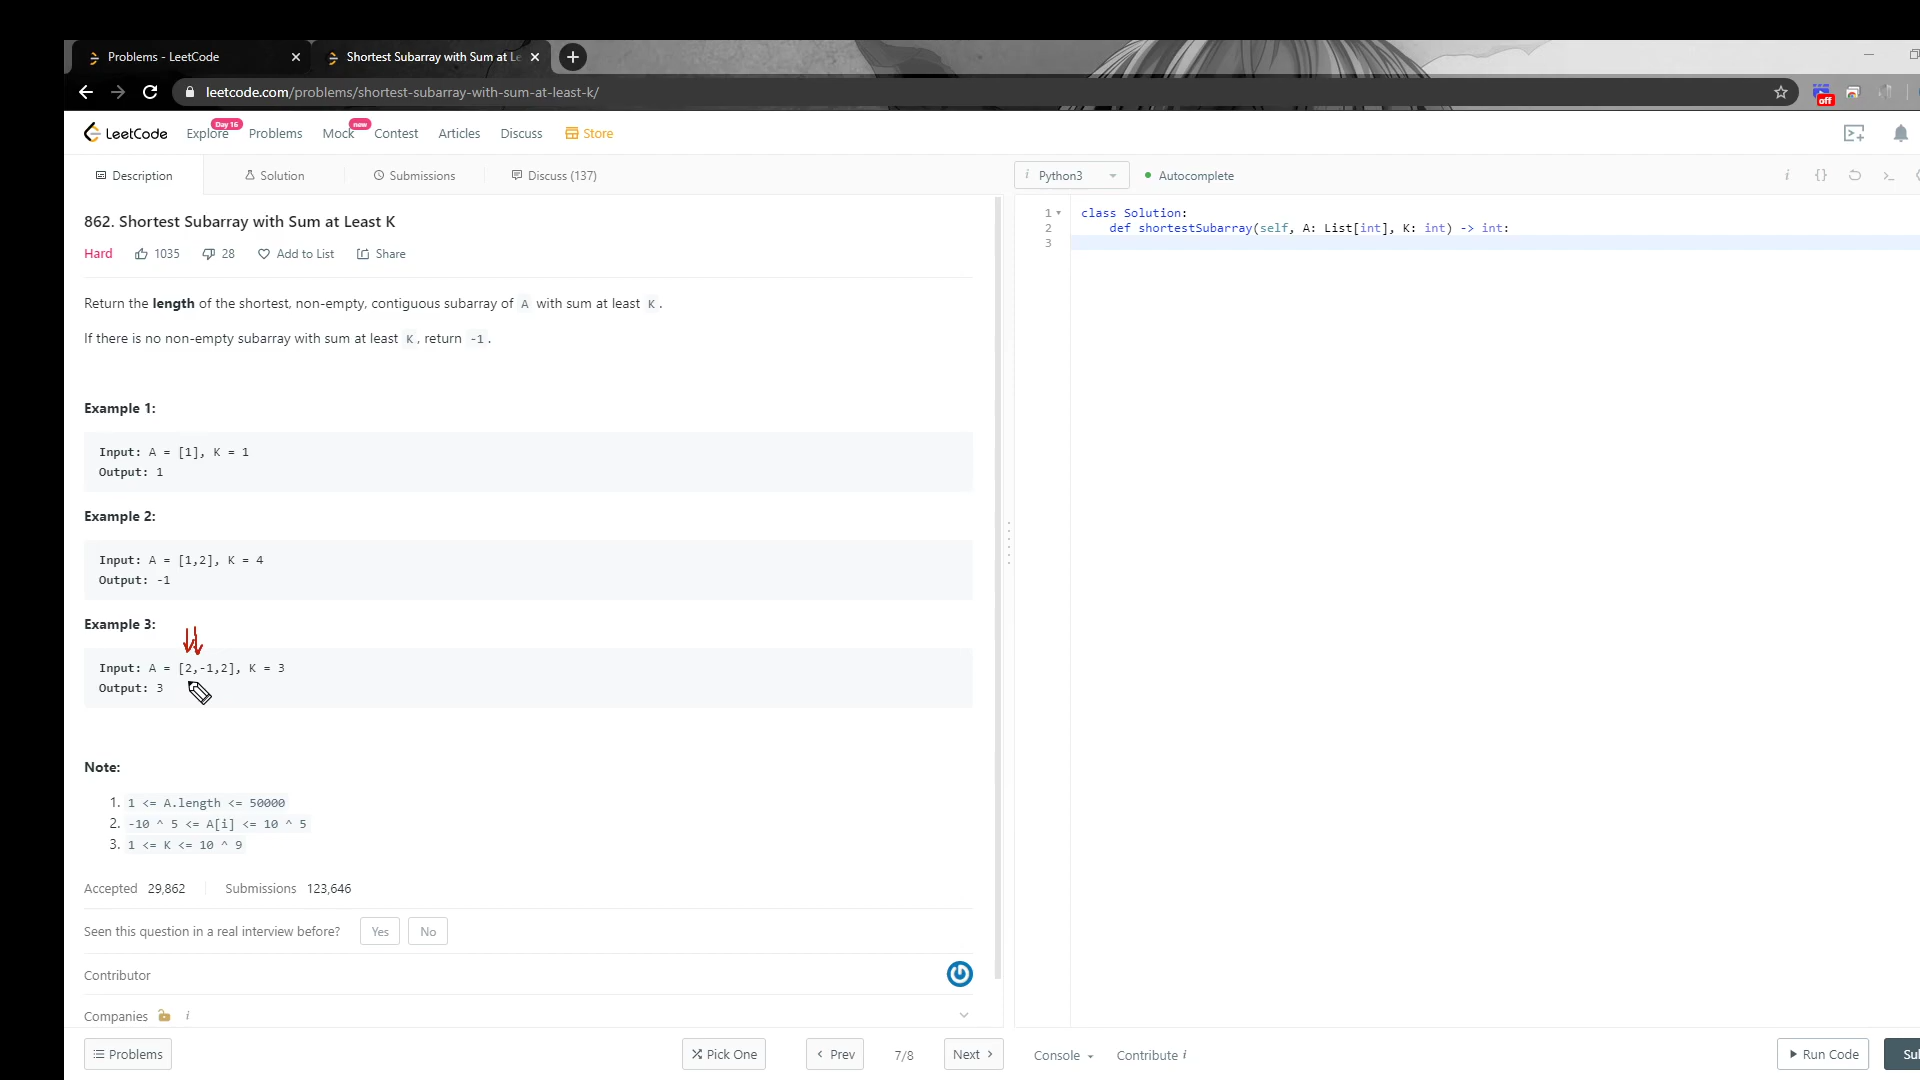 Problems - LeetCode
Shortest Subarray with Sum at Le
leetcode.com/problems/shortest-subarray-with-sum-at-least-k/
off
LeetCode
Explore
Day 16
Problems
Mock
new
Contest
Articles
Discuss
Store
Description
Solution
Submissions
Discuss (137)
Python3
Autocomplete
862. Shortest Subarray with Sum at Least K
Hard
1035
28
Add to List
Share
Return the length of the shortest, non-empty, contiguous subarray of A with sum at least K.
If there is no non-empty subarray with sum at least K, return -1.
Example 1:
Input: A = [1], K = 1
Output: 1
Example 2:
Input: A = [1,2], K = 4
Output: -1
Example 3:
Input: A = [2,-1,2], K = 3
Output: 3
Note:
1. 1 <= A.length <= 50000
2. -10 ^ 5 <= A[i] <= 10 ^ 5
3. 1 <= K <= 10 ^ 9
Accepted 29,862
Submissions 123,646
Seen this question in a real interview before?
Yes
No
Contributor
Companies i
Problems
Pick One
Prev
7/8
Next
1 class Solution:
2 def shortestSubarray(self, A: List[int], K: int) -> int:
3
Console
Contribute i
Run Code
Su